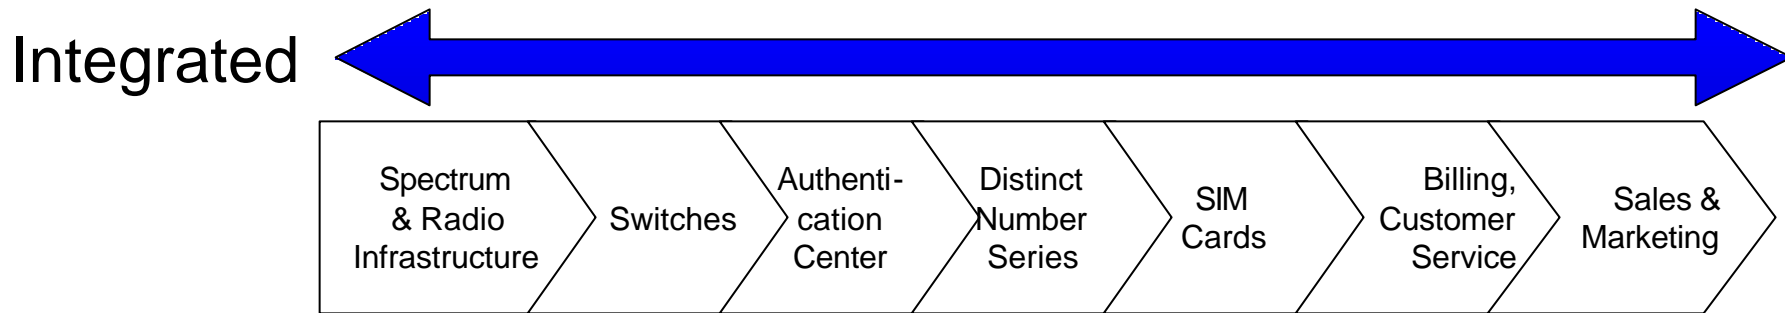 Integrated
Spectrum
& Radio
Infrastructure
Switches
Authenti-
cation
Center
Distinct
Number
Series
SIM
Cards
Billing,
Customer
Service
Sales &
Marketing